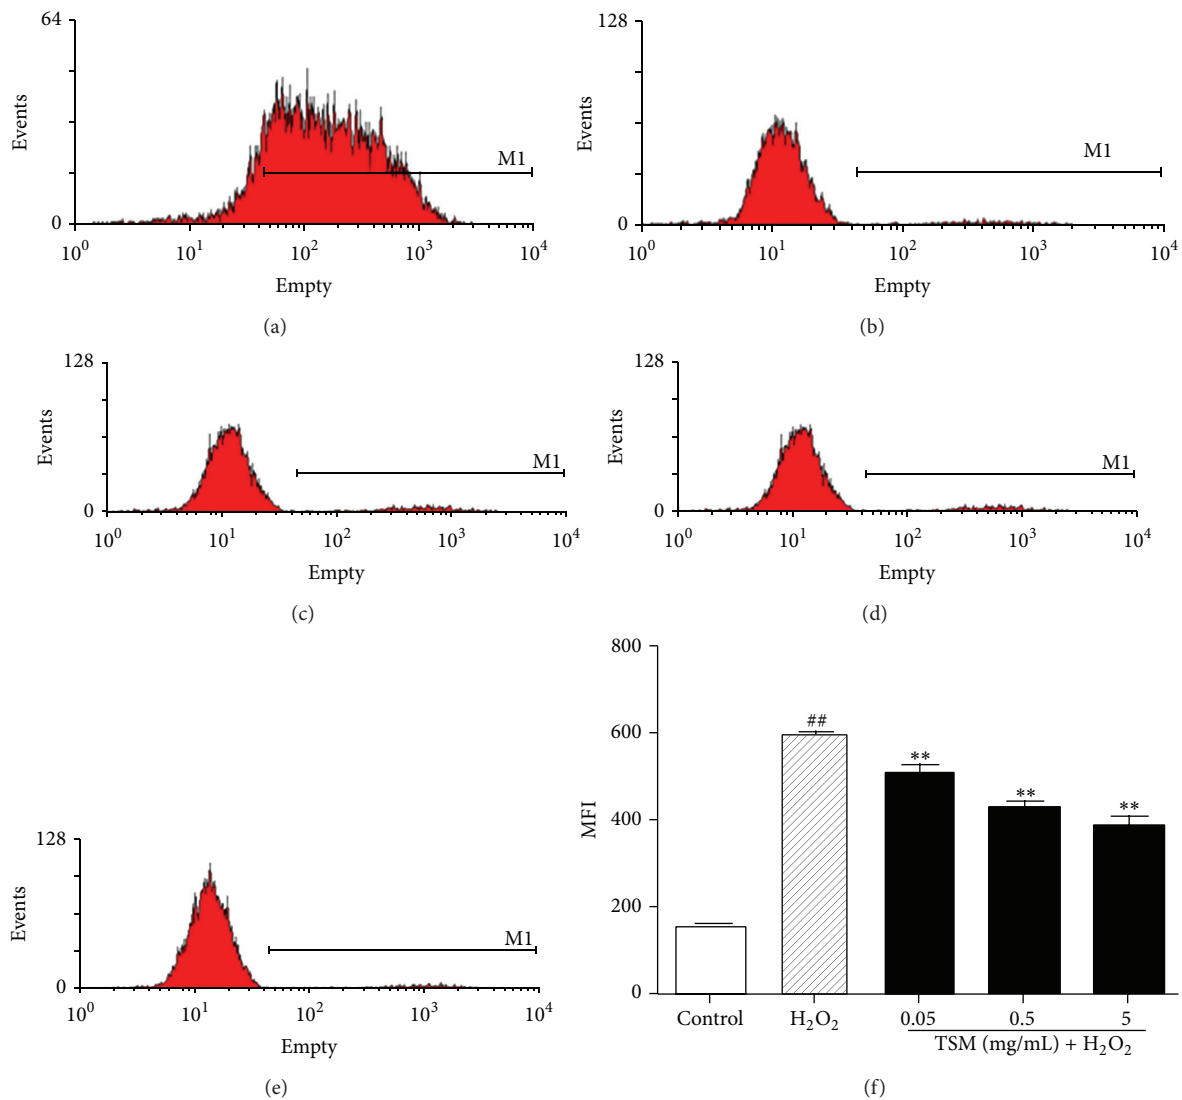 64
Events
M1
0
10^0 10^1 10^2 10^3 10^4
Empty
(a)
128
Events
M1
0
10^0 10^1 10^2 10^3 10^4
Empty
(b)
128
Events
M1
0
10^0 10^1 10^2 10^3 10^4
Empty
(c)
128
Events
M1
0
10^0 10^1 10^2 10^3 10^4
Empty
(d)
128
Events
M1
0
10^0 10^1 10^2 10^3 10^4
Empty
(e)
800
600
400
200
0
MFI
##
**
**
**
Control H₂O₂ 0.05 0.5 5
TSM (mg/mL) + H₂O₂
(f)